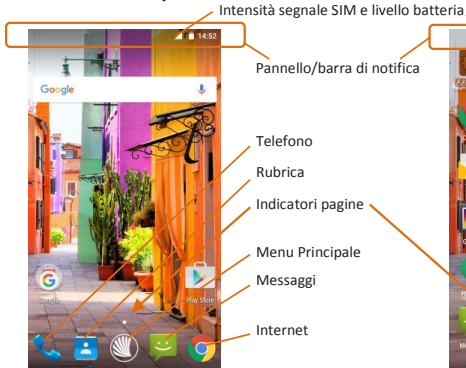 Intensità segnale SIM e livello batteria
14:52
Pannello/barra di notifica
Google
Telefono
Rubrica
Indicatori pagine
Menu Principale
Messaggi
Google
Play Store
Internet